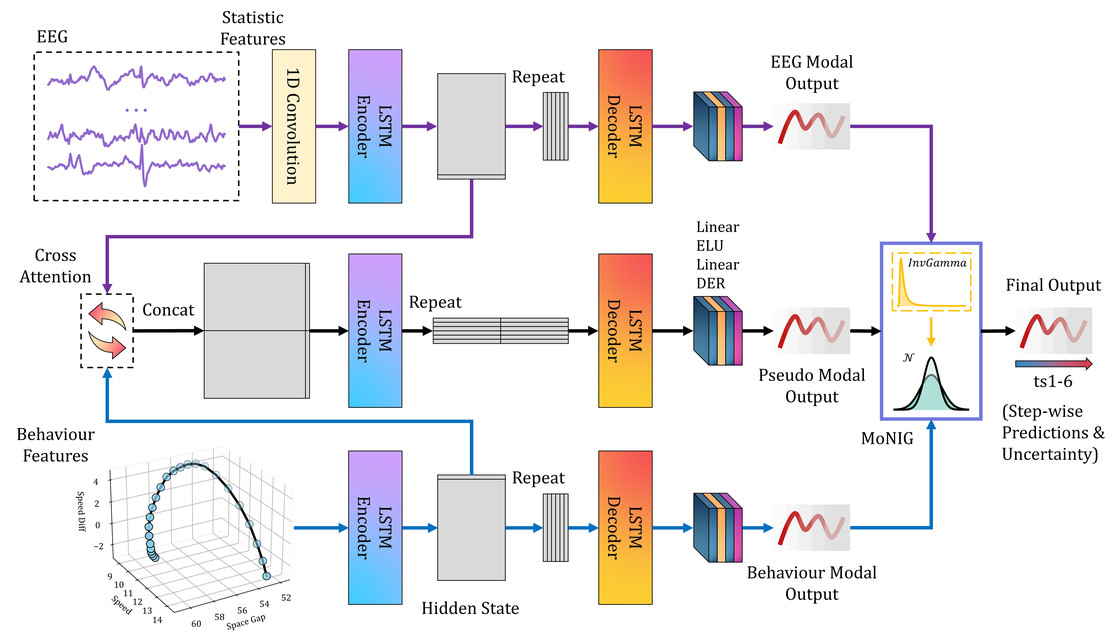 EEG
Statistic
Features
1D Convolution
LSTM
Encoder
Repeat
LSTM
Decoder
EEG Modal
Output
Cross
Attention
Concat
LSTM
Encoder
Repeat
LSTM
Decoder
Linear
ELU
Linear
DER
Pseudo Modal
Output
InvGamma
𝒩
MoNIG
Final Output
ts1-6
(Step-wise
Predictions &
Uncertainty)
Behaviour
Features
Speed Diff
4
2
0
−2
9
10
11
12
13
14
Speed
60
58
56
54
52
Space Gap
LSTM
Encoder
Hidden State
Repeat
LSTM
Decoder
Behaviour Modal
Output